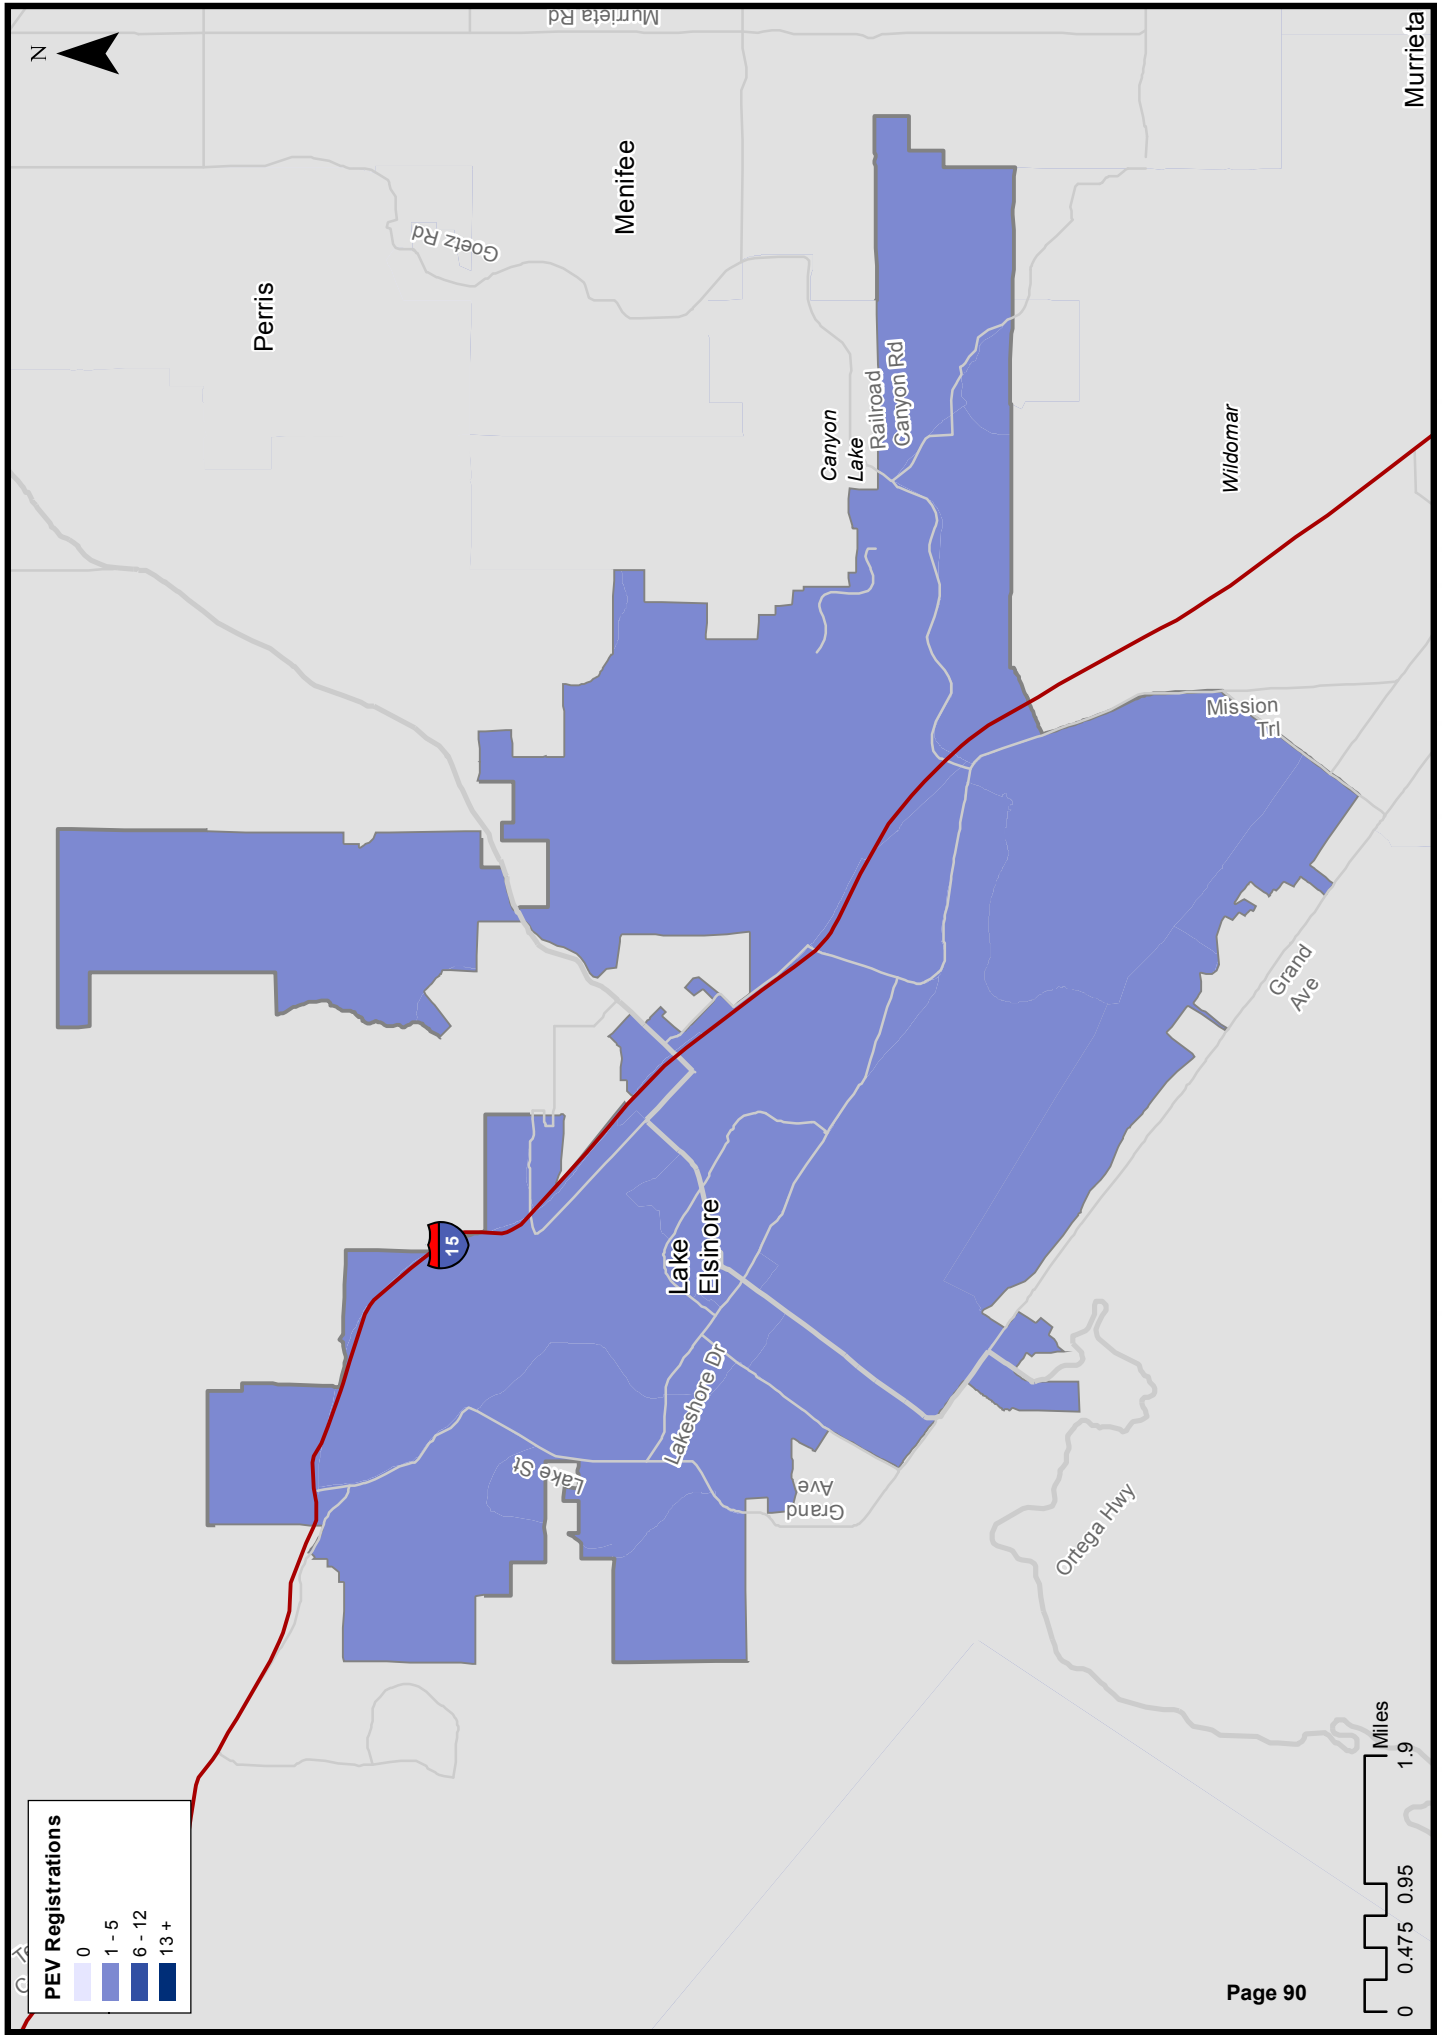 PEV Registrations
0
1 - 5
6 - 12
13 +
N
Murrieta Rd
Murrieta
Perris
Menifee
Goetz Rd
Canyon
Lake
Railroad
Canyon Rd
Wildomar
Mission
Trl
15
Lake
Elsinore
Lakeshore Dr
Lake St
Grand
Ave
Grand
Ave
Ortega Hwy
Miles
0 0.475 0.95 1.9
Page 90